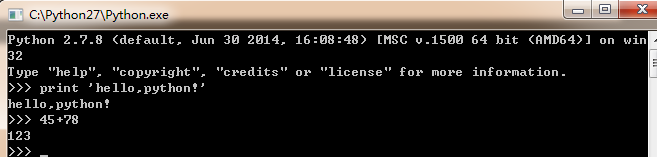 C:\Python27\Python.exe
Python 2.7.8 (default, Jun 30 2014, 16:08:48) [MSC v.1500 64 bit (AMD64)] on win
32
Type "help", "copyright", "credits" or "license" for more information.
>>> print 'hello,python!'
hello,python!
>>> 45+78
123
>>> _